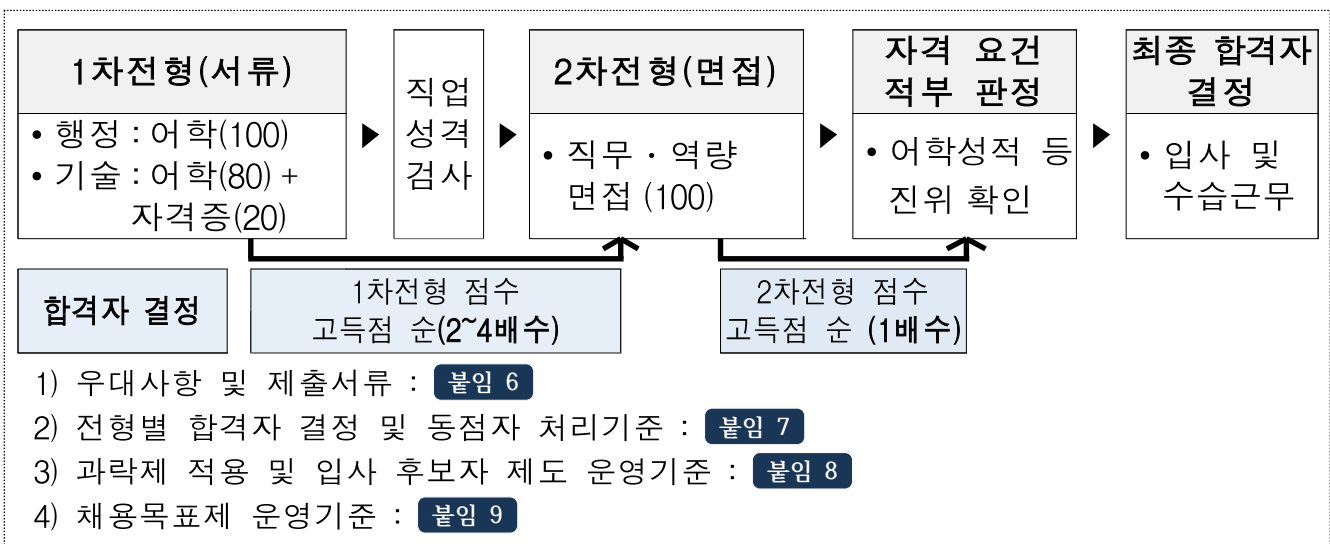 1차전형(서류)
• 행정 : 어학(100)
• 기술 : 어학(80) +
자격증(20)
▶
직업
성격
검사
▶
2차전형(면접)
• 직무 · 역량
면접 (100)
▶
자격 요건
적부 판정
• 어학성적 등
진위 확인
▶
최종 합격자
결정
• 입사 및
수습근무
합격자 결정
1차전형 점수
고득점 순(2~4배수)
2차전형 점수
고득점 순 (1배수)
1) 우대사항 및 제출서류 : 붙임 6
2) 전형별 합격자 결정 및 동점자 처리기준 : 붙임 7
3) 과락제 적용 및 입사 후보자 제도 운영기준 : 붙임 8
4) 채용목표제 운영기준 : 붙임 9